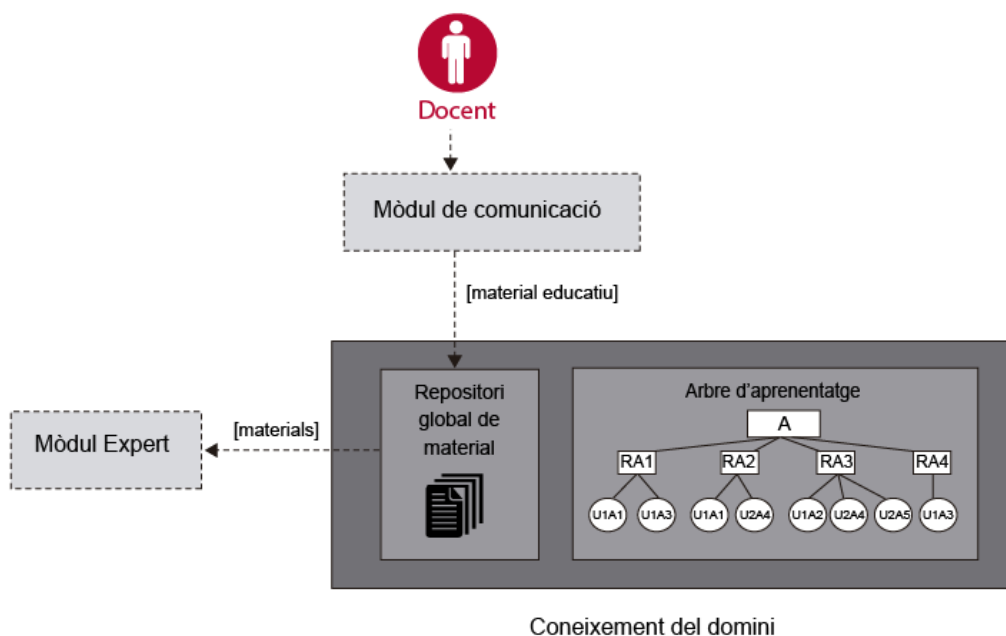 Docent
Mòdul de comunicació
[material educatiu]
Repositori
global de
material
Arbre d'aprenentatge
A
RA1 RA2 RA3 RA4
U1A1 U1A3 U1A1 U2A4 U1A2 U2A4 U2A5 U1A3
[materials]
Mòdul Expert
Coneixement del domini